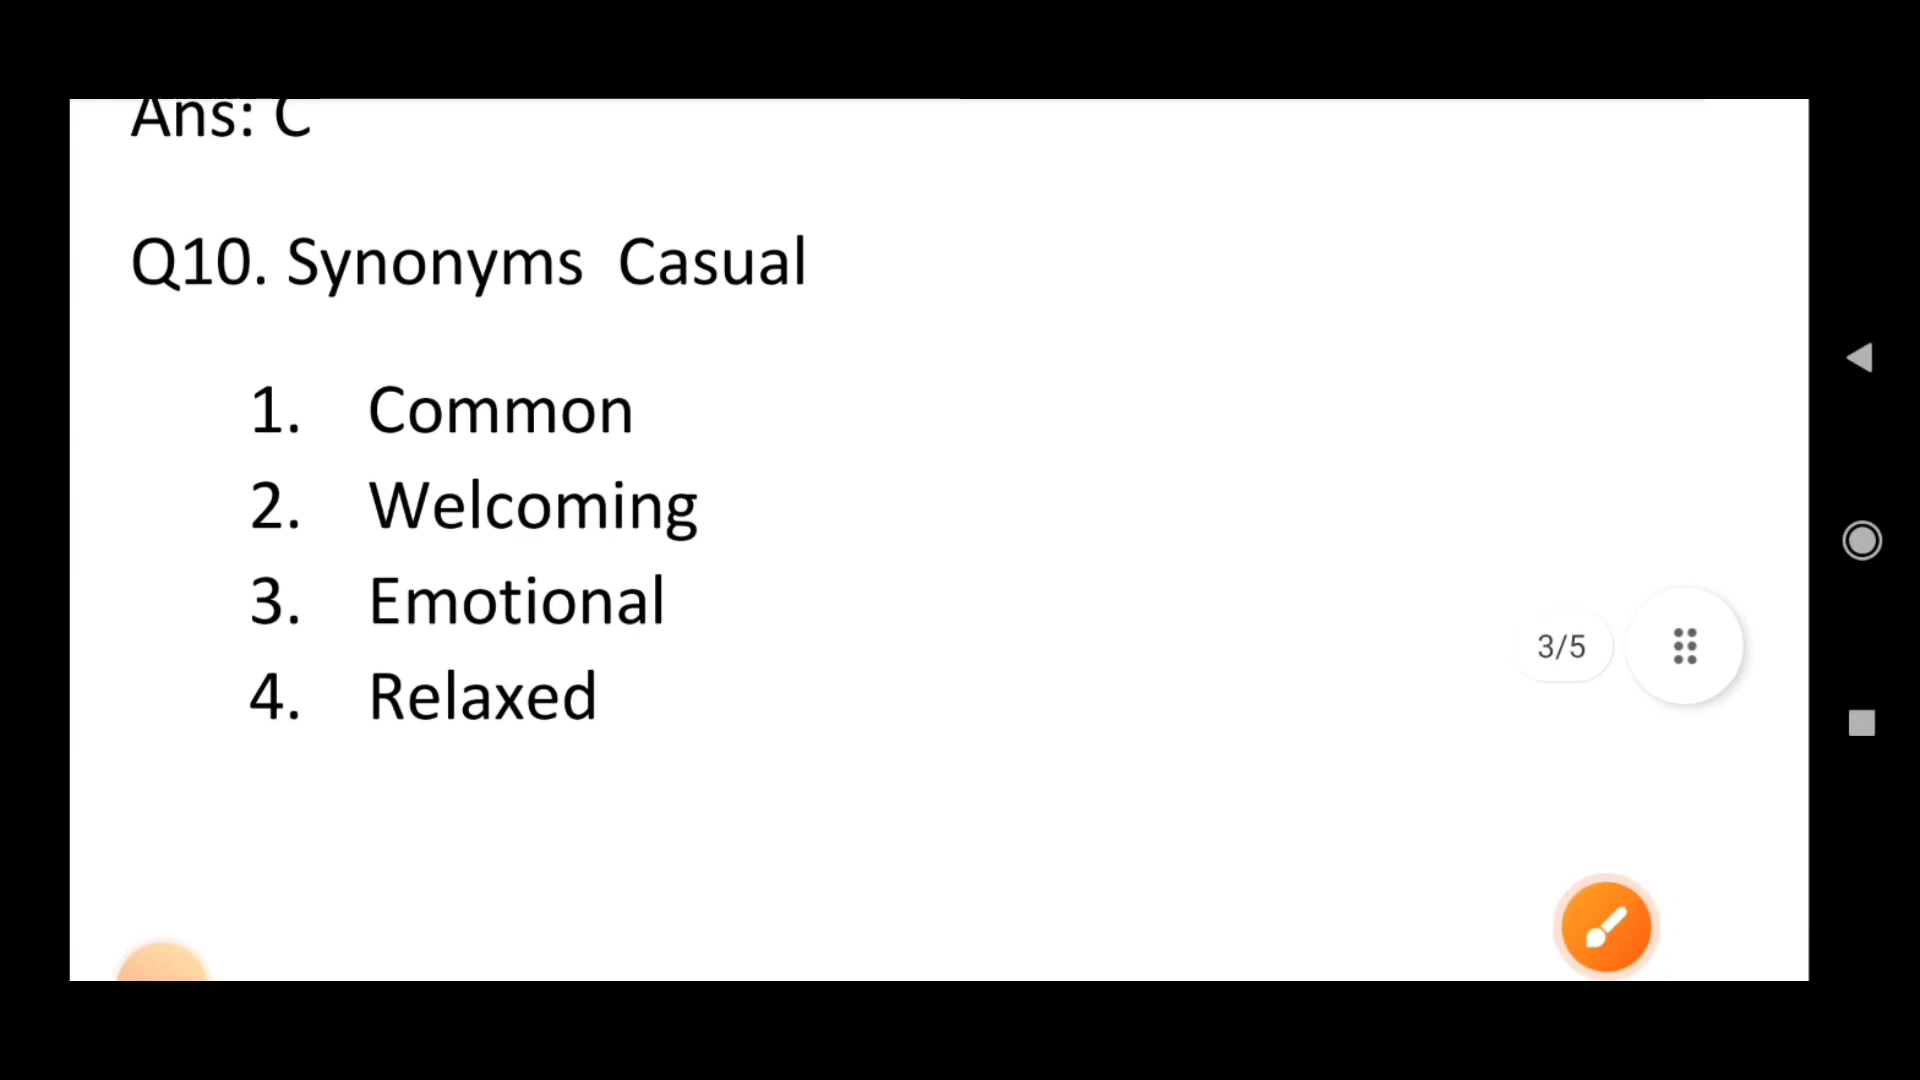 Ans: C
Q10. Synonyms Casual
1. Common
2. Welcoming
3. Emotional
3/5
4. Relaxed